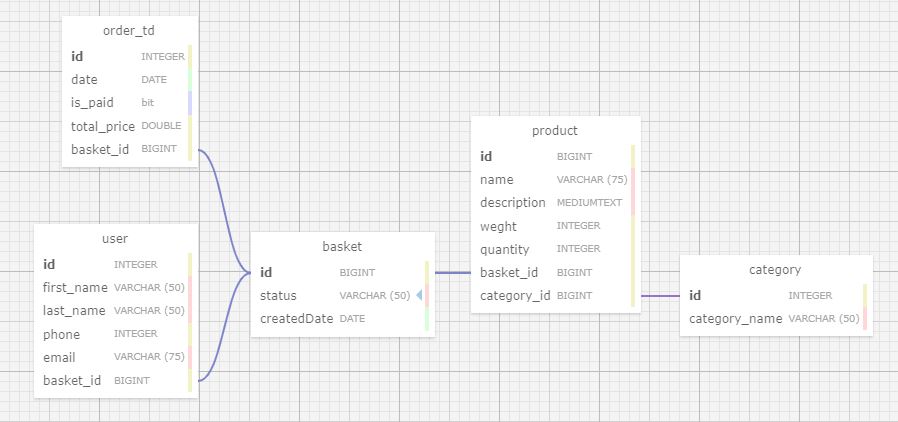 order_td
id INTEGER
date DATE
is_paid bit
total_price DOUBLE
basket_id BIGINT
user
id INTEGER
first_name VARCHAR (50)
last_name VARCHAR (50)
phone INTEGER
email VARCHAR (75)
basket_id BIGINT
basket
id BIGINT
status VARCHAR (50)
createdDate DATE
product
id BIGINT
name VARCHAR (75)
description MEDIUMTEXT
weght INTEGER
quantity INTEGER
basket_id BIGINT
category_id BIGINT
category
id INTEGER
category_name VARCHAR (50)